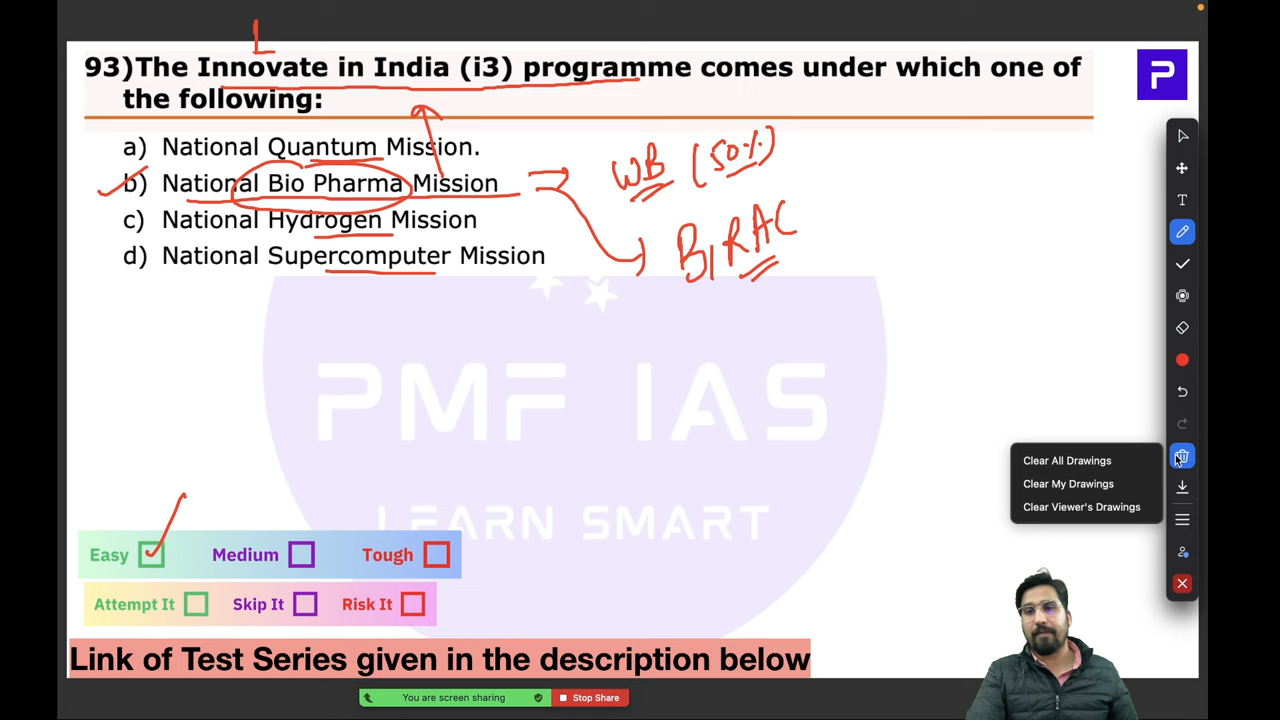 L
93)The Innovate in India (i3) programme comes under which one of
the following:
P
a) National Quantum Mission.
b) National Bio Pharma Mission
c) National Hydrogen Mission
d) National Supercomputer Mission
WB (50%)
BIRAC
PMF IAS
LEARN SMART
Clear All Drawings
Clear My Drawings
Clear Viewer's Drawings
T
Easy Medium Tough
Attempt It Skip It Risk It
Link of Test Series given in the description below
You are screen sharing Stop Share